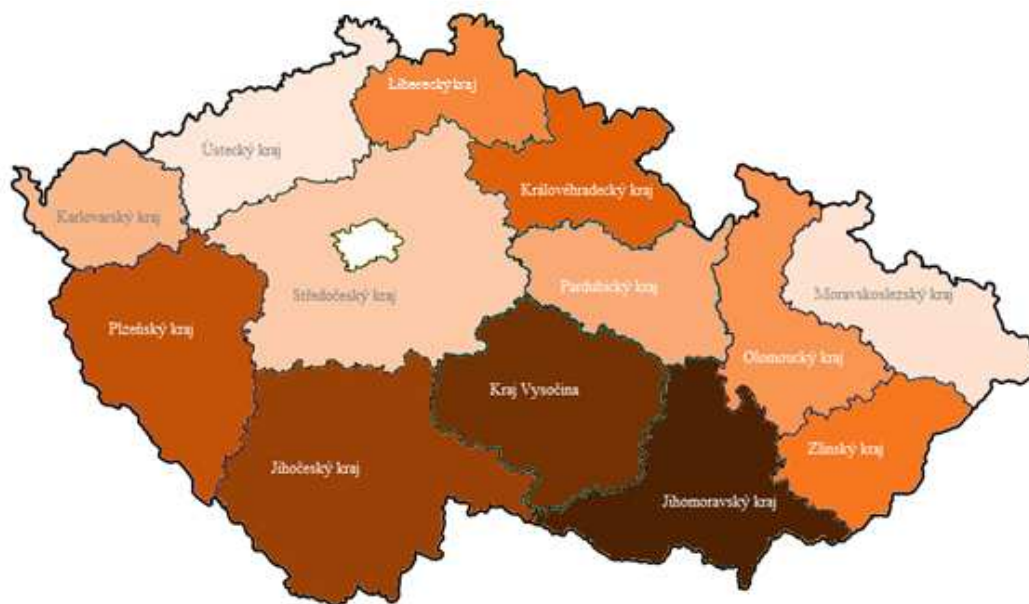 Liberecký kraj
Ústecký kraj
Královéhradecký kraj
Karlovarský kraj
Středočeský kraj
Pardubický kraj
Moravskoslezský kraj
Plzeňský kraj
Olomoucký kraj
Kraj Vysočina
Zlínský kraj
Jihočeský kraj
Jihomoravský kraj